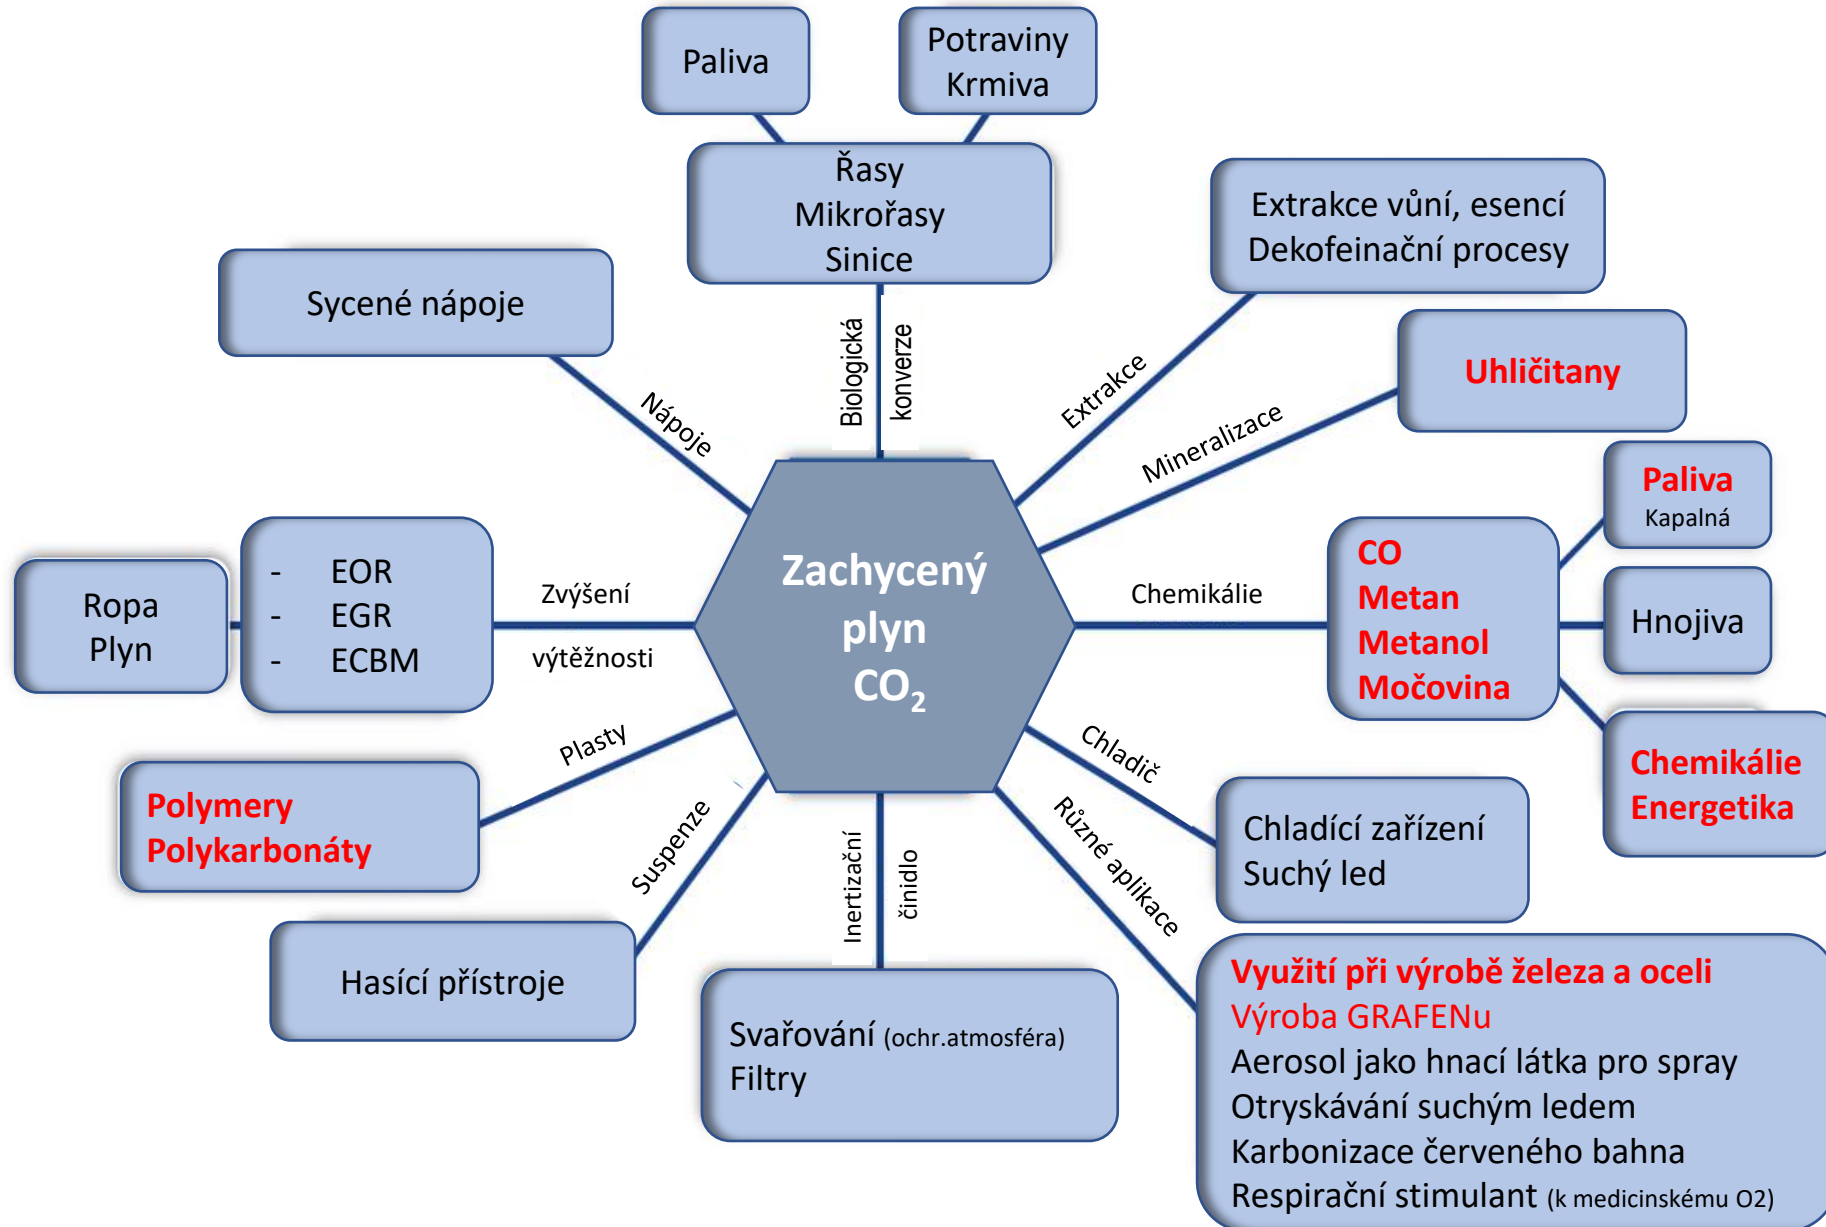 Paliva
Potraviny
Krmiva
Řasy
Mikrořasy
Sinice
Extrakce vůní, esencí
Dekofeinační procesy
Sycené nápoje
Biologická
konverze
Uhličitany
Nápoje
Extrakce
Mineralizace
Paliva
Kapalná
Ropa
Plyn
- EOR
- EGR
- ECBM
Zvýšení
výtěžnosti
Zachycený
plyn
CO₂
Chemikálie
CO
Metan
Metanol
Močovina
Hnojiva
Chemikálie
Energetika
Plasty
Polymery
Polykarbonáty
Suspenze
Inertizační
činidlo
Chladič
Různé aplikace
Chladící zařízení
Suchý led
Hasící přístroje
Svařování (ochr.atmosféra)
Filtry
Využití při výrobě železa a oceli
Výroba GRAFENu
Aerosol jako hnací látka pro spray
Otryskávání suchým ledem
Karbonizace červeného bahna
Respirační stimulant (k medicinskému O2)